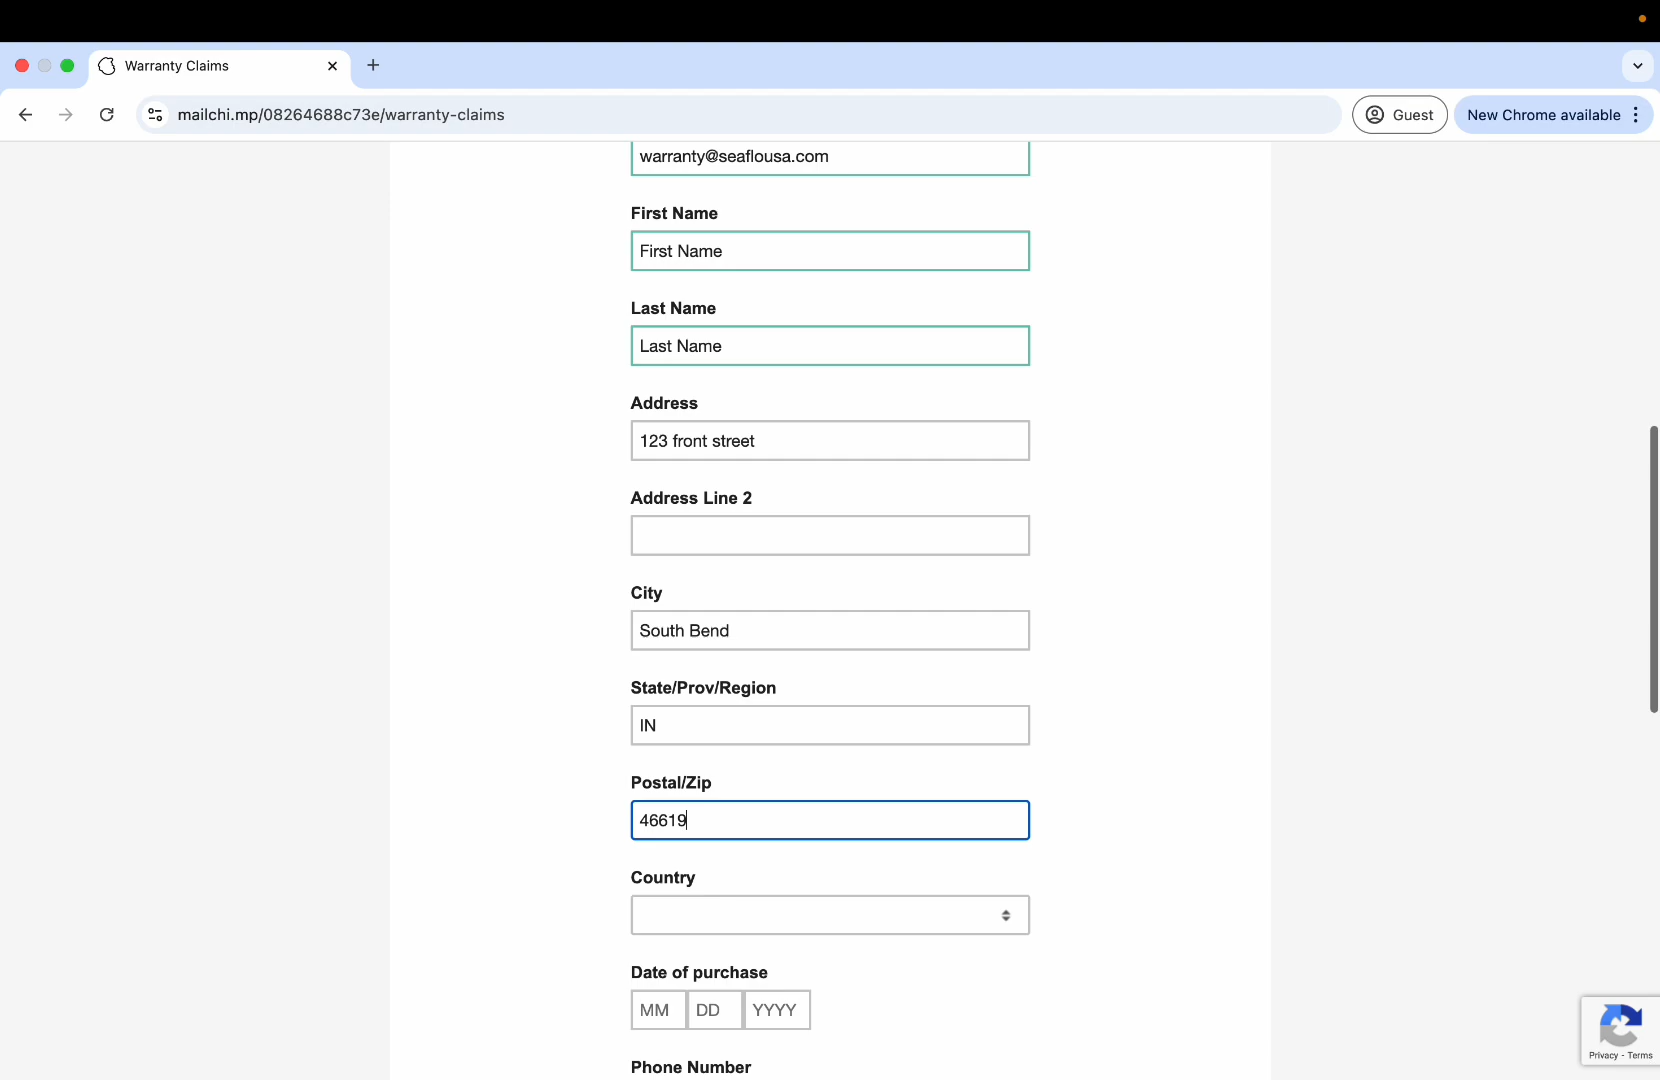 Warranty Claims
mailchi.mp/08264688c73e/warranty-claims
Guest
New Chrome available
warranty@seaflousa.com
First Name
First Name
Last Name
Last Name
Address
123 front street
Address Line 2
City
South Bend
State/Prov/Region
IN
Postal/Zip
46619
Country
Date of purchase
MM DD YYYY
Phone Number
Privacy - Terms